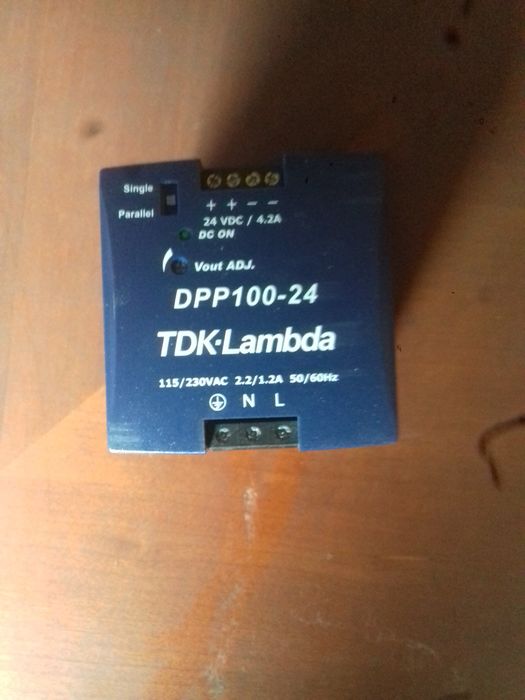 Single
Parallel
+ + − −
24 VDC / 4.2A
DC ON
Vout ADJ.
DPP100-24
TDK·Lambda
115/230VAC 2.2/1.2A 50/60Hz
N L